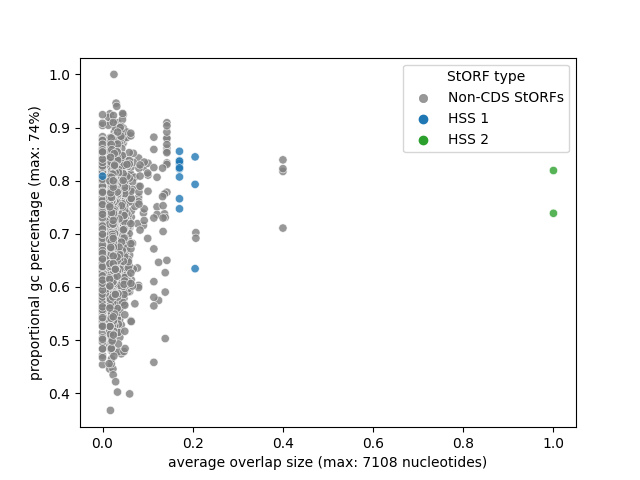 StORF type
Non-CDS StORFs
HSS 1
HSS 2
1.0
0.9
0.8
0.7
0.6
0.5
0.4
proportional gc percentage (max: 74%)
0.0 0.2 0.4 0.6 0.8 1.0
average overlap size (max: 7108 nucleotides)